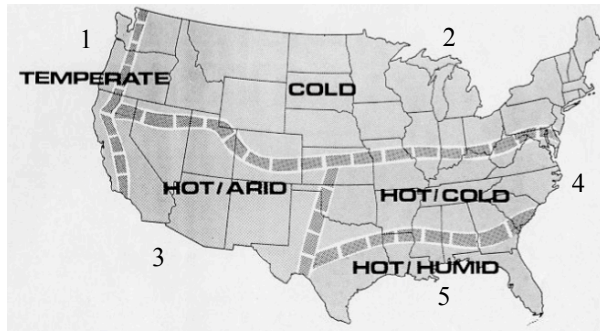 1
2
TEMPERATE
COLD
HOT/ARID
HOT/COLD
4
3
HOT/HUMID
5